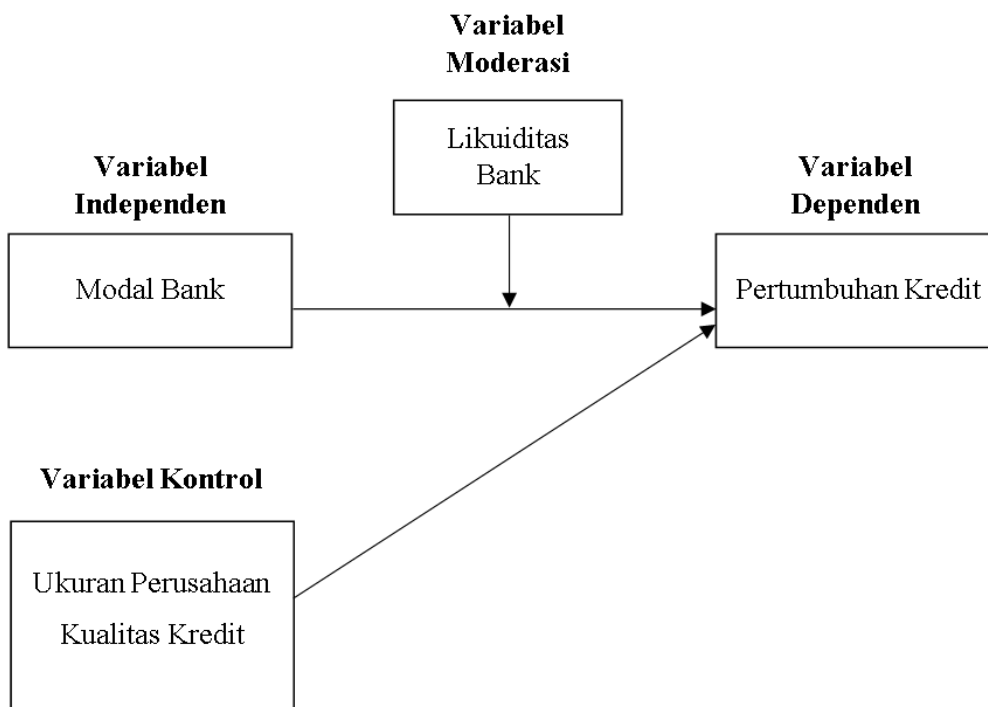 Variabel
Moderasi
Likuiditas
Bank
Variabel
Independen
Modal Bank
Variabel
Dependen
Pertumbuhan Kredit
Variabel Kontrol
Ukuran Perusahaan
Kualitas Kredit